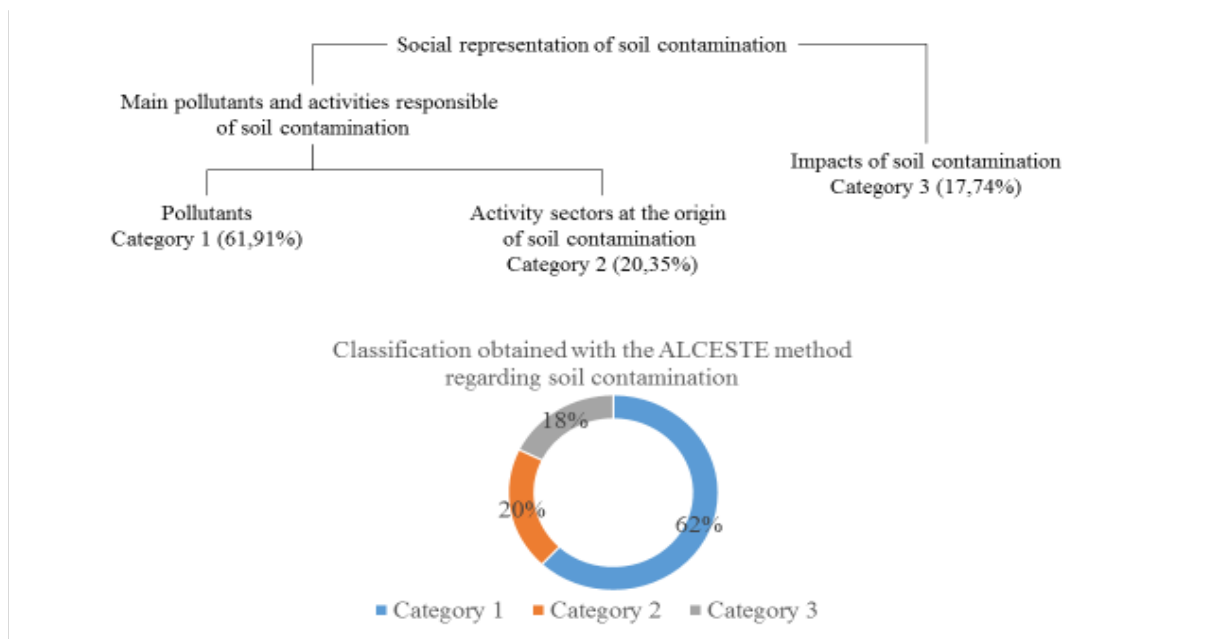 Social representation of soil contamination
Main pollutants and activities responsible
of soil contamination
Impacts of soil contamination
Category 3 (17,74%)
Pollutants
Category 1 (61,91%)
Activity sectors at the origin
of soil contamination
Category 2 (20,35%)
Classification obtained with the ALCESTE method
regarding soil contamination
18%
20%
62%
Category 1
Category 2
Category 3